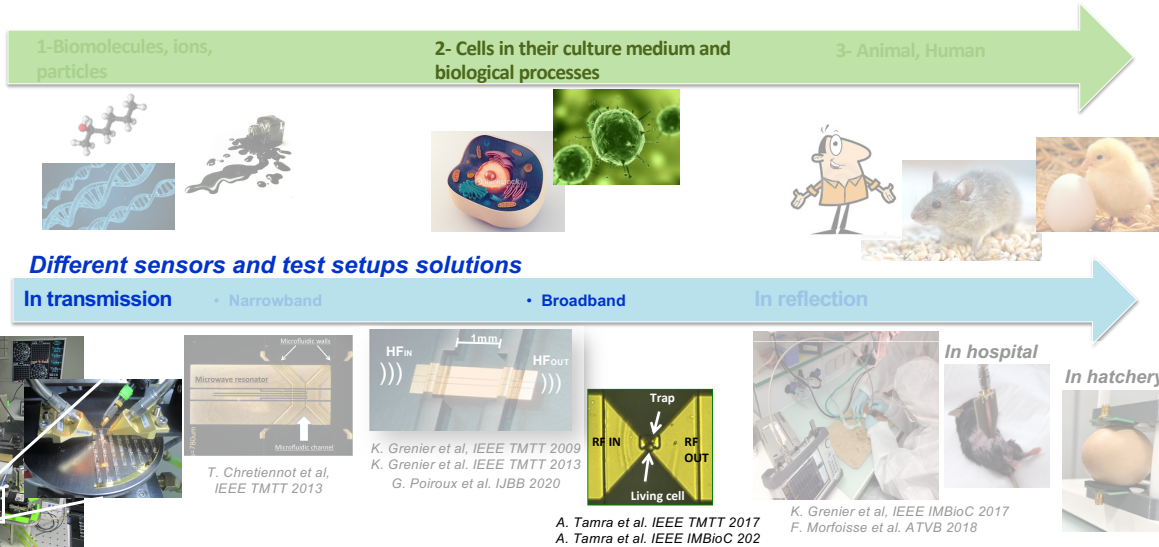 1-Biomolecules, ions,
particles
2- Cells in their culture medium and
biological processes
3- Animal, Human
Different sensors and test setups solutions
In transmission
• Narrowband
• Broadband
In reflection
Microfluidic walls
Microwave resonator
Microfluidic channel
1mm
HFIN
HFOUT
Trap
RF IN
RF
OUT
Living cell
In hospital
In hatchery
T. Chretiennot et al,
IEEE TMTT 2013
K. Grenier et al, IEEE TMTT 2009
K. Grenier et al. IEEE TMTT 2013
G. Poiroux et al. IJBB 2020
A. Tamra et al. IEEE TMTT 2017
A. Tamra et al. IEEE IMBioC 202
K. Grenier et al, IEEE IMBioC 2017
F. Morfoisse et al. ATVB 2018